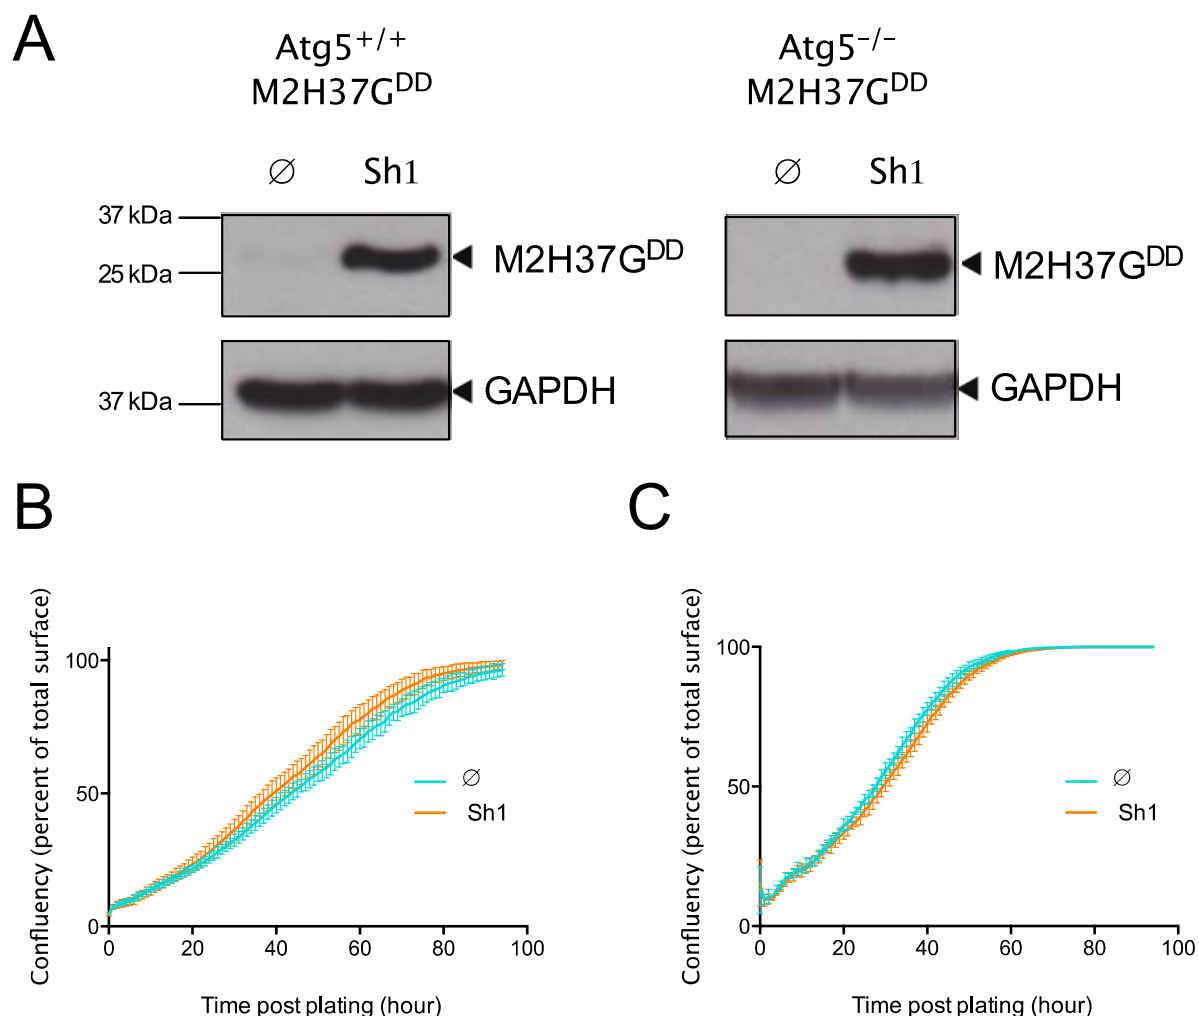 A
Atg5+/+
M2H37GDD
Atg5−/−
M2H37GDD
∅ Sh1
∅ Sh1
37 kDa
25 kDa
M2H37GDD
M2H37GDD
37 kDa
GAPDH
GAPDH
B
C
Confluency (percent of total surface)
100
50
0
0 20 40 60 80 100
Time post plating (hour)
∅
Sh1
Confluency (percent of total surface)
100
50
0
0 20 40 60 80 100
Time post plating (hour)
∅
Sh1